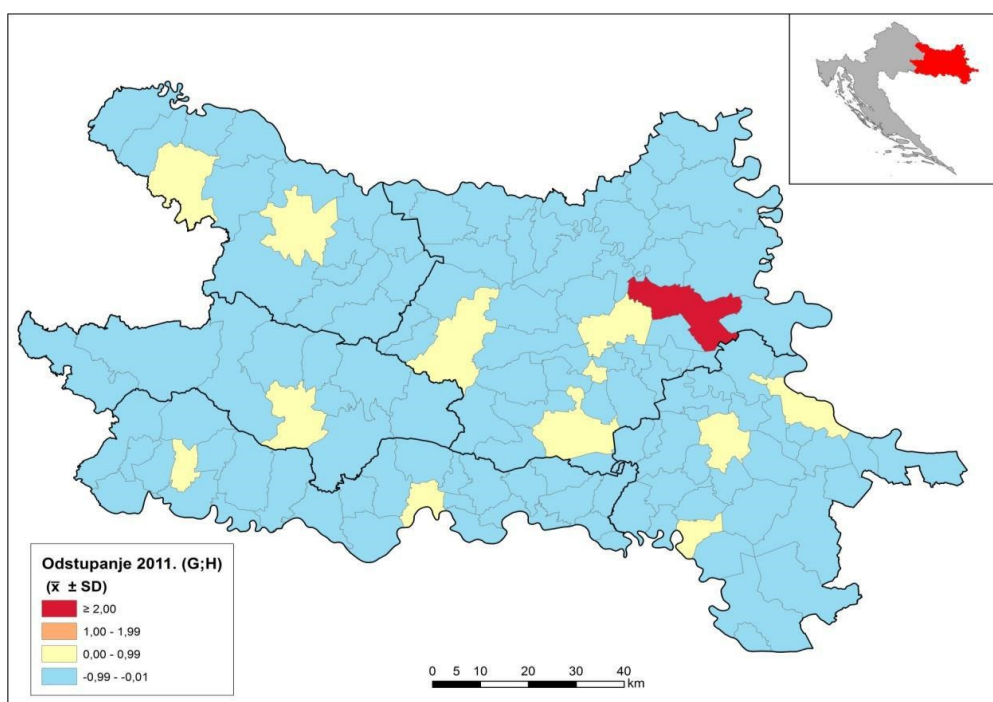 Odstupanje 2011. (G;H)
(x̅ ± SD)
≥ 2,00
1,00 - 1,99
0,00 - 0,99
-0,99 - -0,01
0 5 10 20 30 40
km